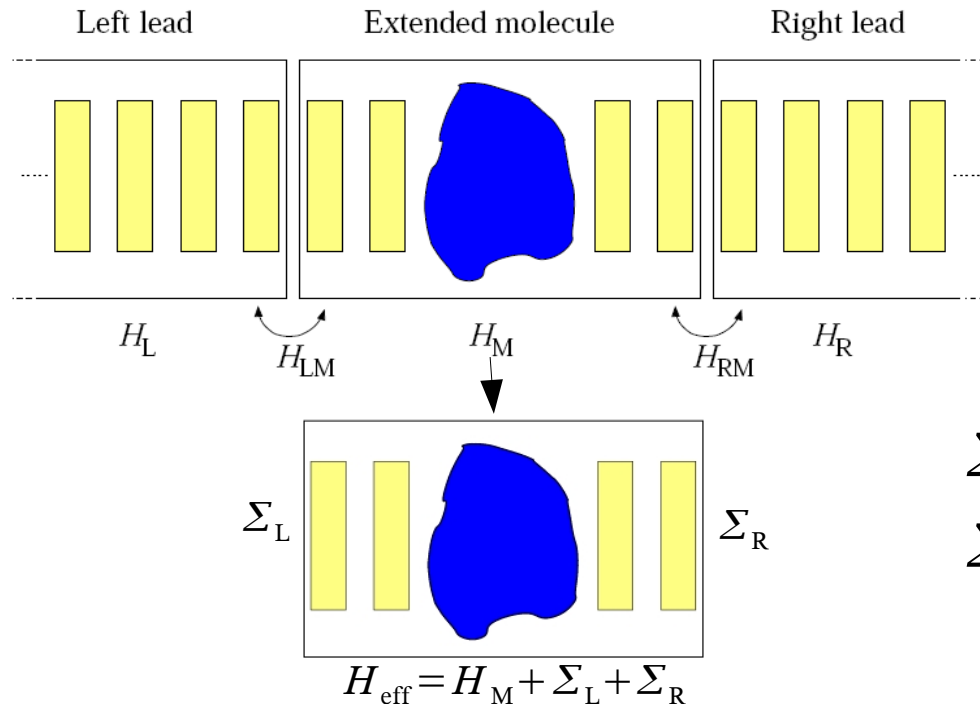 Left lead Extended molecule Right lead
H_L H_LM H_M H_RM H_R
Σ_L Σ_R
H_eff = H_M + Σ_L + Σ_R